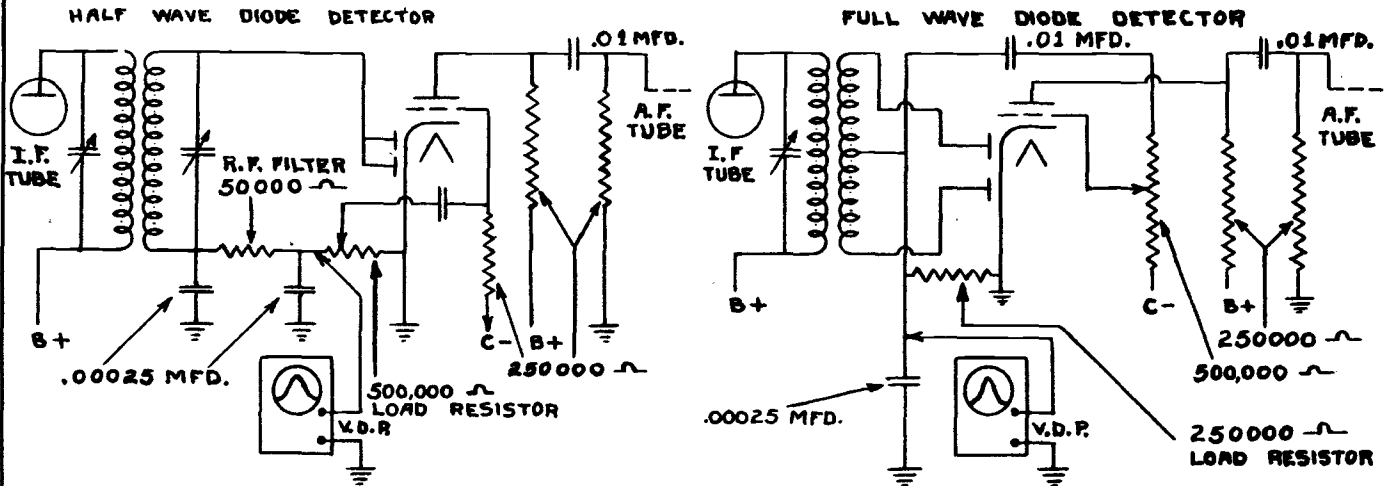 HALF WAVE DIODE DETECTOR
.01 MFD.
I.F.
TUBE
R.F. FILTER
50000 Ω
A.F.
TUBE
B+
.00025 MFD.
C-
B+
250000 Ω
500,000 Ω
LOAD RESISTOR
V.D.P.
FULL WAVE DIODE DETECTOR
.01 MFD.
.01 MFD.
I.F
TUBE
A.F.
TUBE
B+
C-
B+
250000 Ω
500,000 Ω
.00025 MFD.
V.D.P.
250000 Ω
LOAD RESISTOR